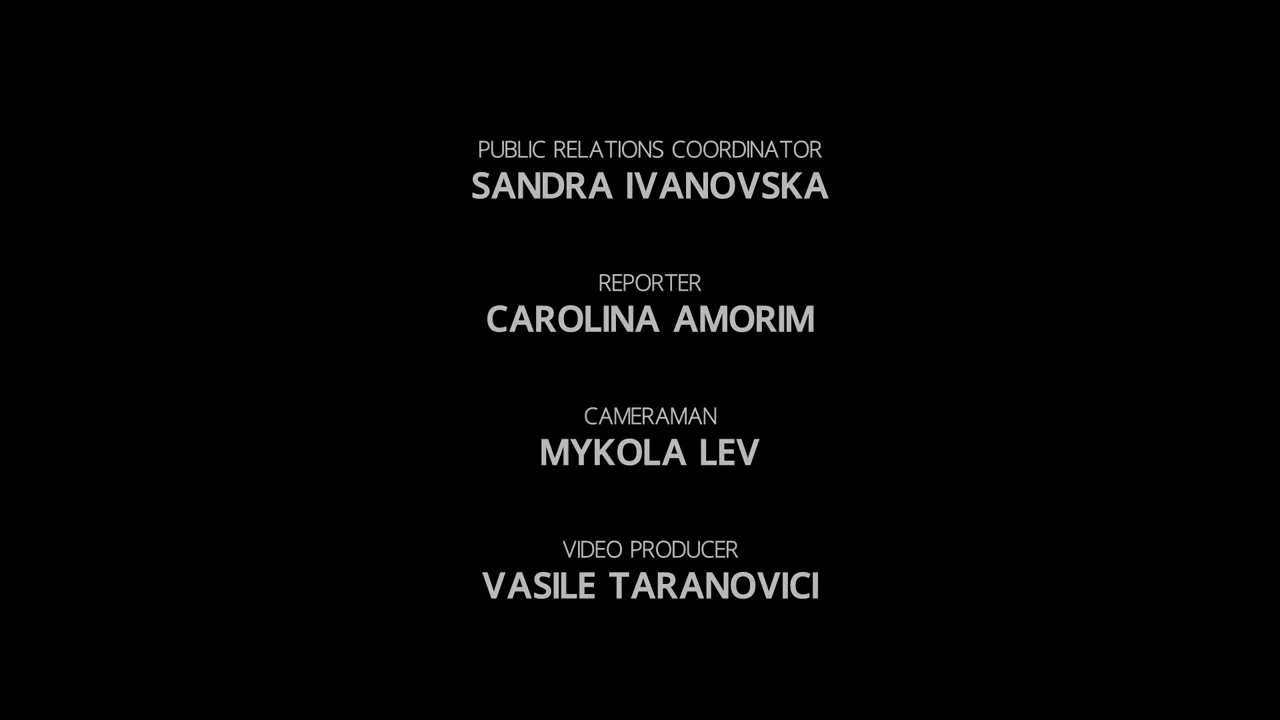 PUBLIC RELATIONS COORDINATOR
SANDRA IVANOVSKA
REPORTER
CAROLINA AMORIM
CAMERAMAN
MYKOLA LEV
VIDEO PRODUCER
VASILE TARANOVICI